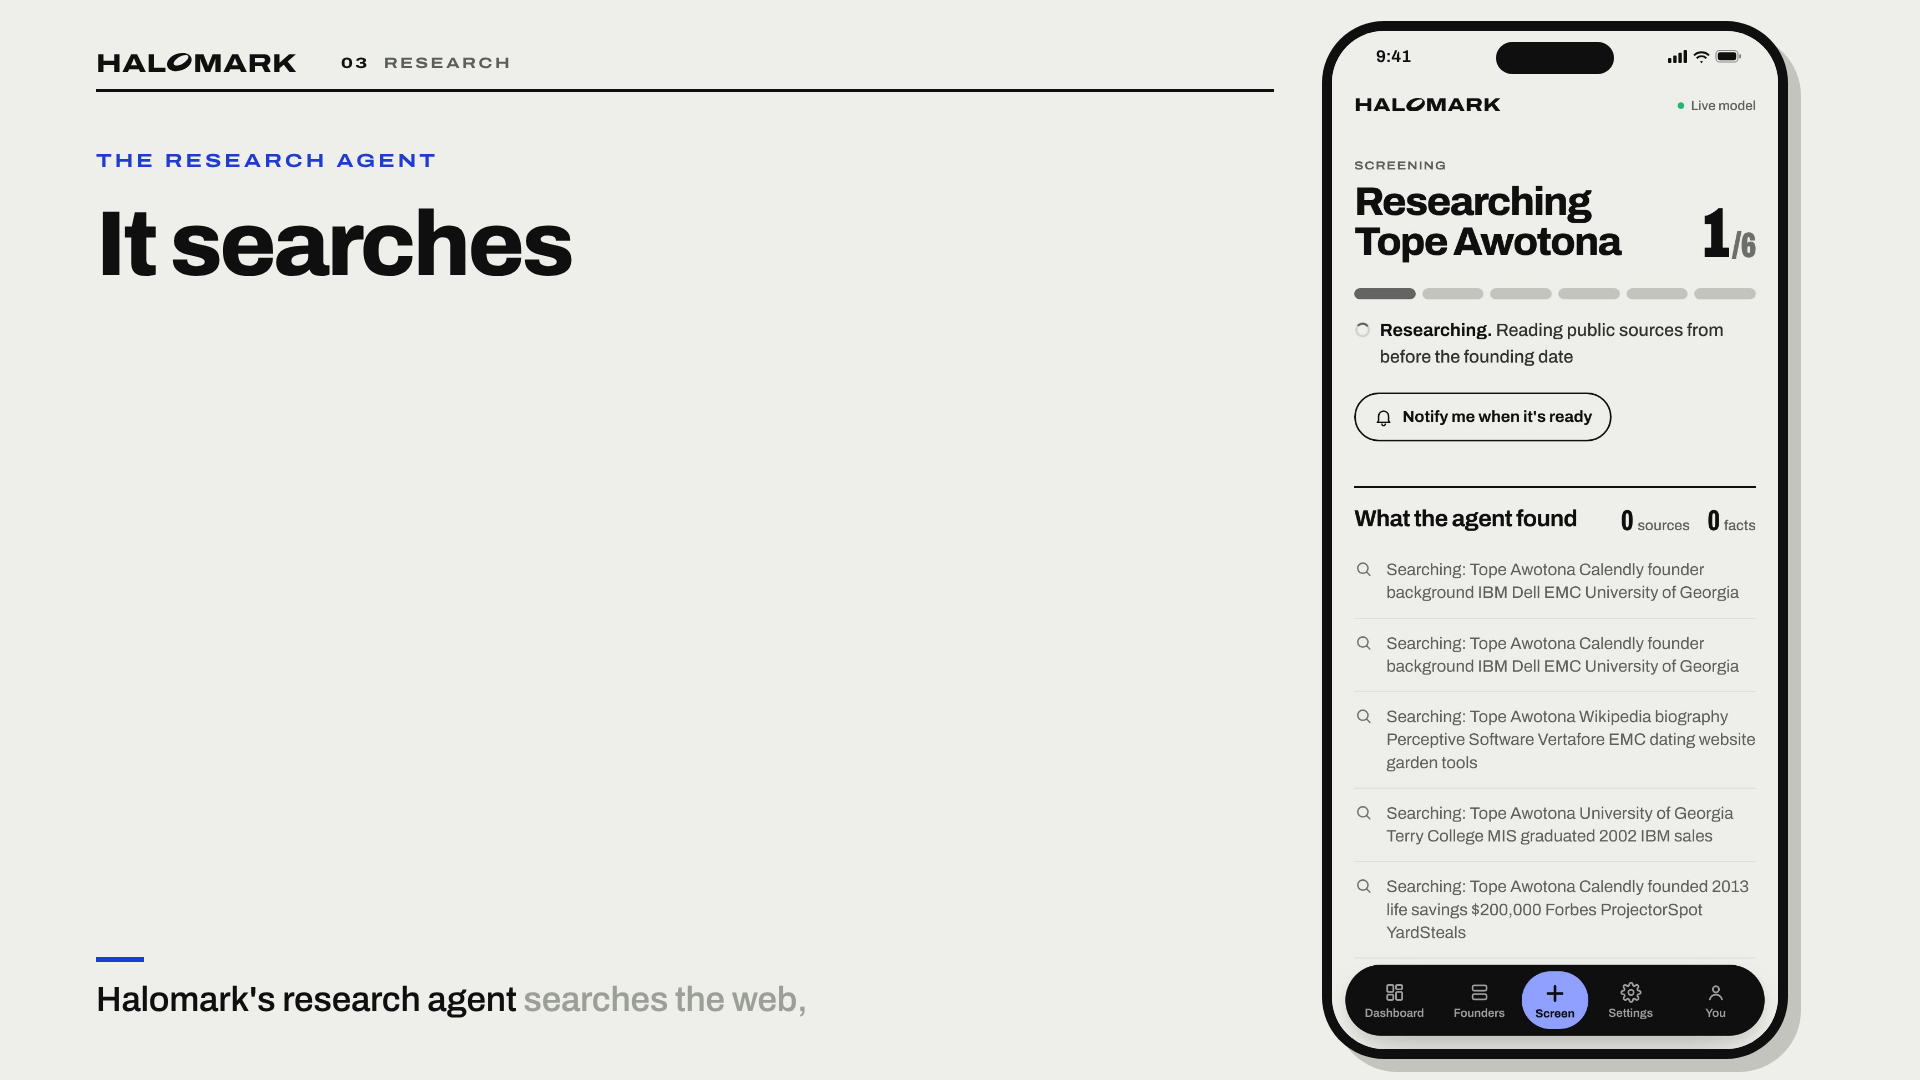 HALOMARK
03 RESEARCH
THE RESEARCH AGENT
It searches
Halomark's research agent searches the web,
9:41
HALOMARK
Live model
SCREENING
Researching
Tope Awotona
1/6
Researching. Reading public sources from
before the founding date
Notify me when it's ready
What the agent found
0 sources 0 facts
Searching: Tope Awotona Calendly founder
background IBM Dell EMC University of Georgia
Searching: Tope Awotona Calendly founder
background IBM Dell EMC University of Georgia
Searching: Tope Awotona Wikipedia biography
Perceptive Software Vertafore EMC dating website
garden tools
Searching: Tope Awotona University of Georgia
Terry College MIS graduated 2002 IBM sales
Searching: Tope Awotona Calendly founded 2013
life savings $200,000 Forbes ProjectorSpot
YardSteals
Dashboard Founders Screen Settings You